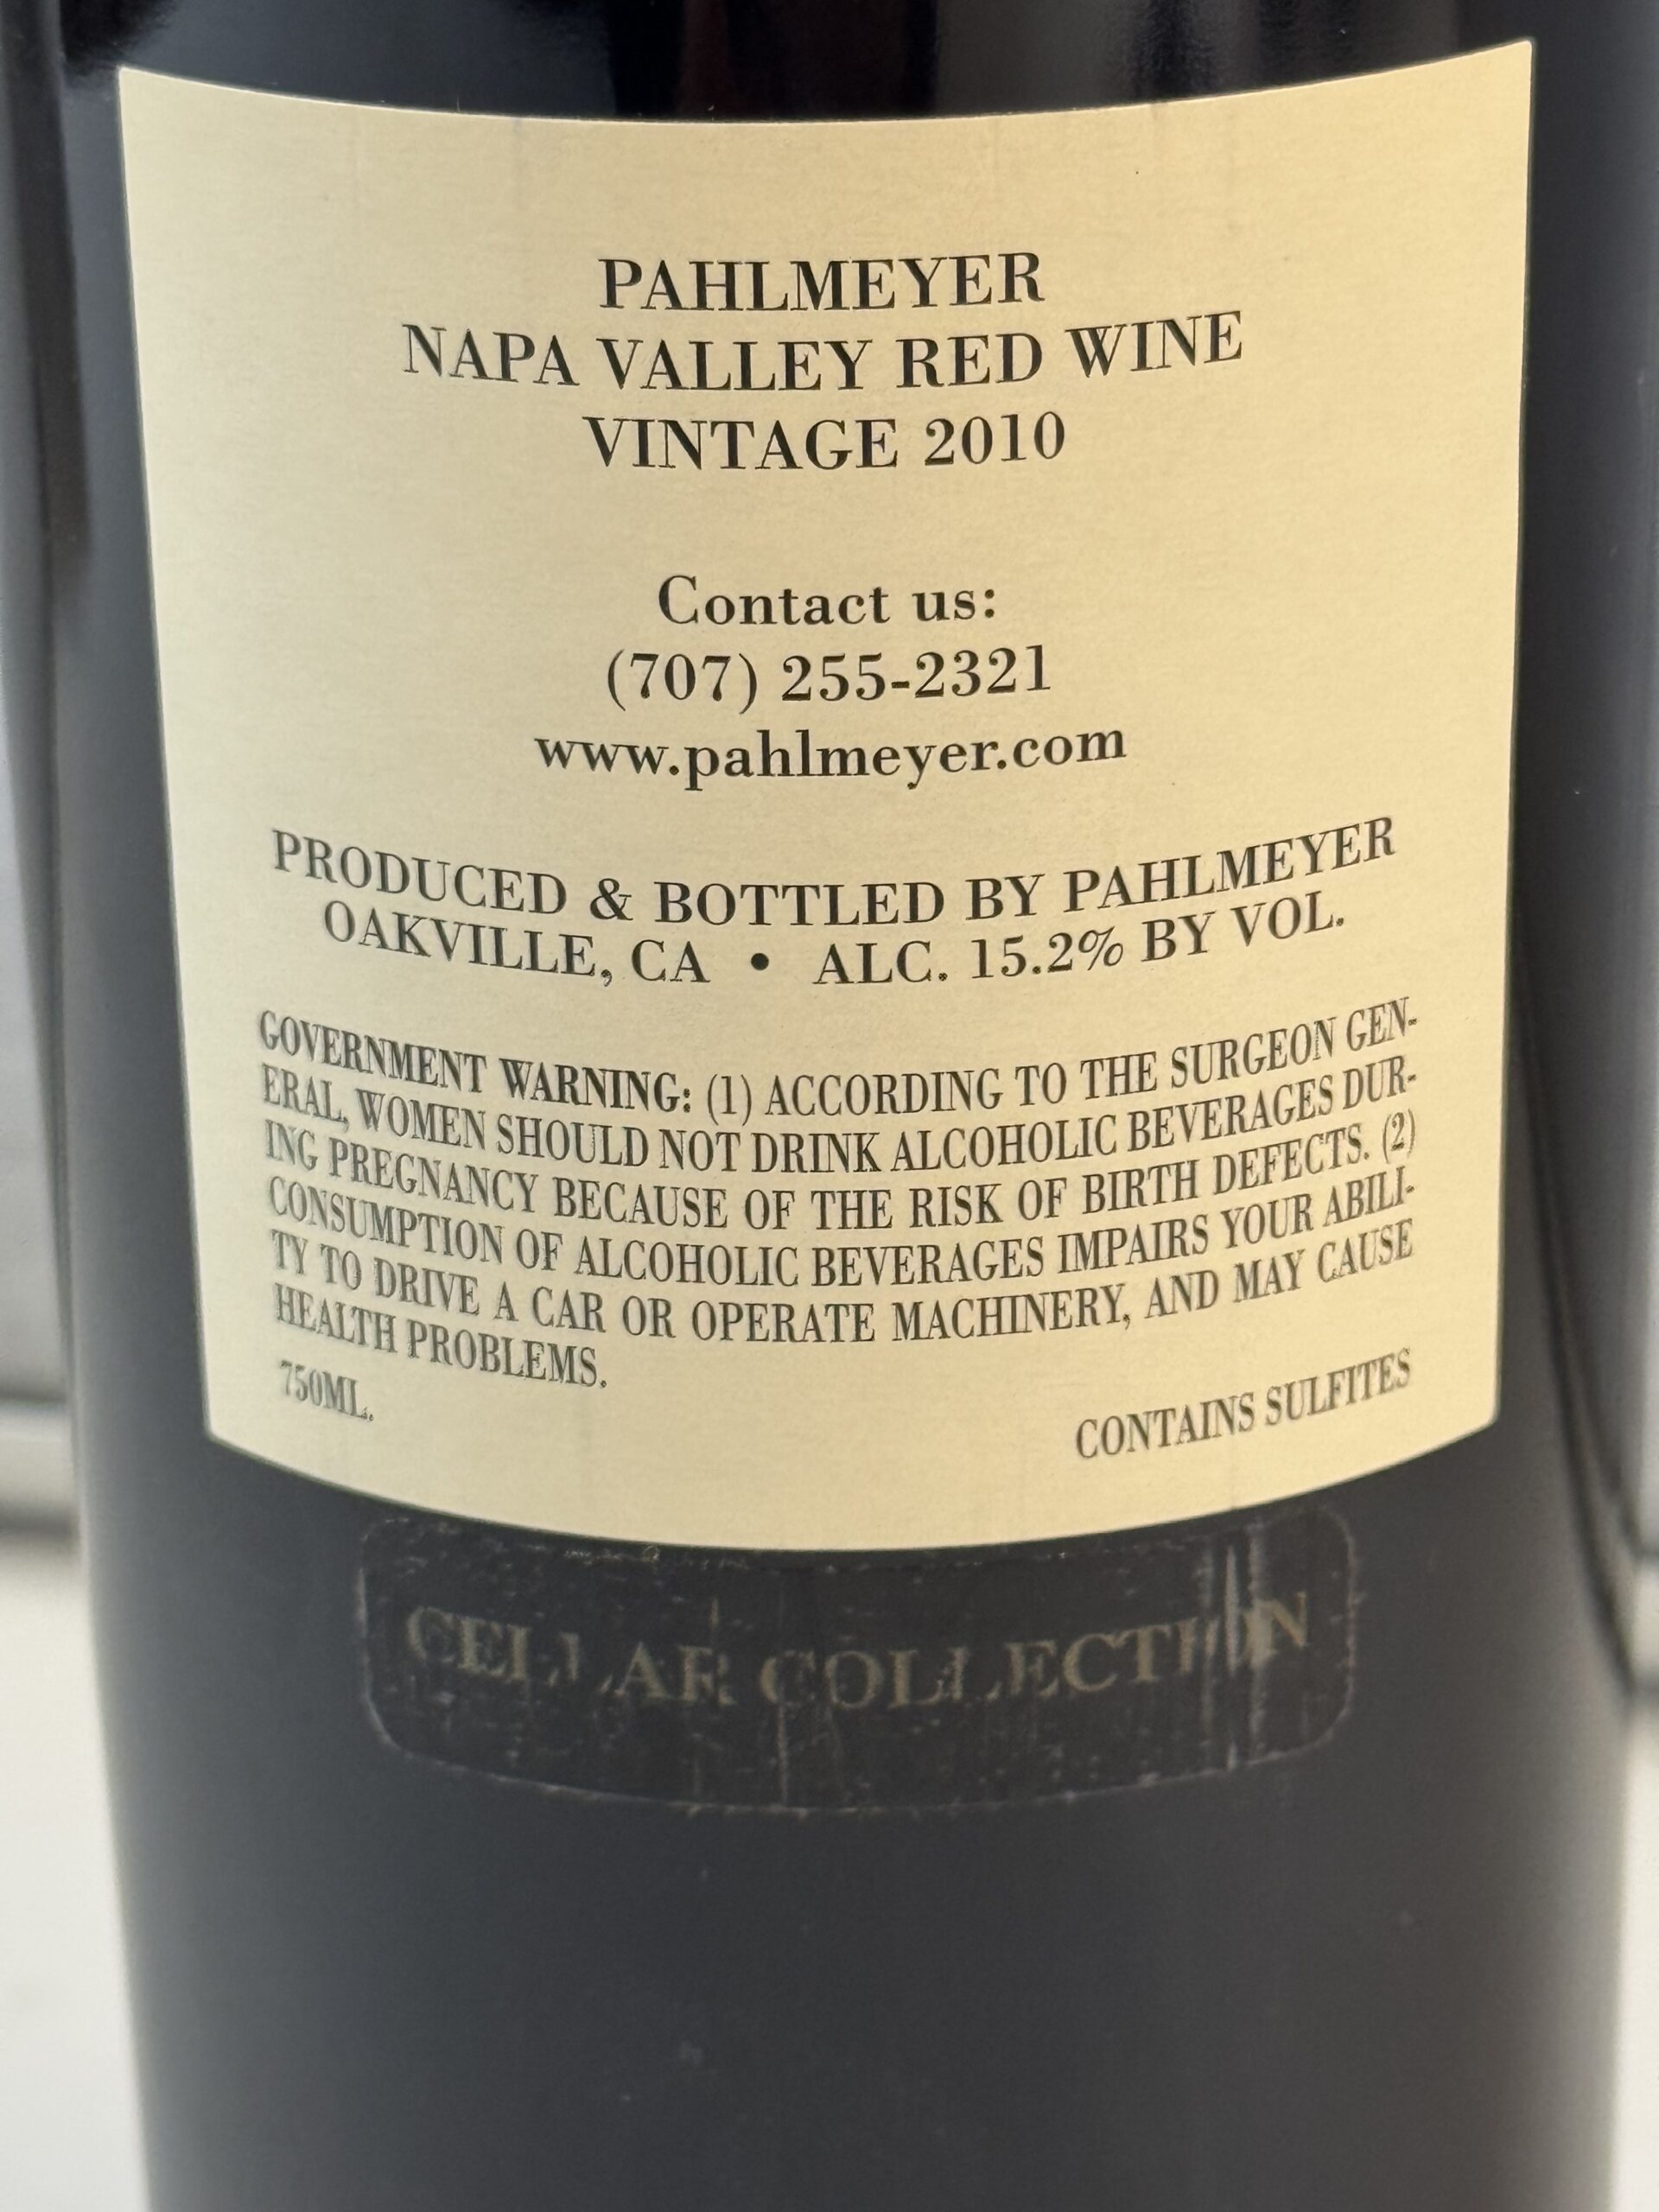 PAHLMEYER
NAPA VALLEY RED WINE
VINTAGE 2010
Contact us:
(707) 255-2321
www.pahlmeyer.com
PRODUCED & BOTTLED BY PAHLMEYER
OAKVILLE, CA • ALC. 15.2% BY VOL.
GOVERNMENT WARNING: (1) ACCORDING TO THE SURGEON GEN-
ERAL, WOMEN SHOULD NOT DRINK ALCOHOLIC BEVERAGES DUR-
ING PREGNANCY BECAUSE OF THE RISK OF BIRTH DEFECTS. (2)
CONSUMPTION OF ALCOHOLIC BEVERAGES IMPAIRS YOUR ABILI-
TY TO DRIVE A CAR OR OPERATE MACHINERY, AND MAY CAUSE
HEALTH PROBLEMS.
750ML.
CONTAINS SULFITES
CELLAR COLLECTION